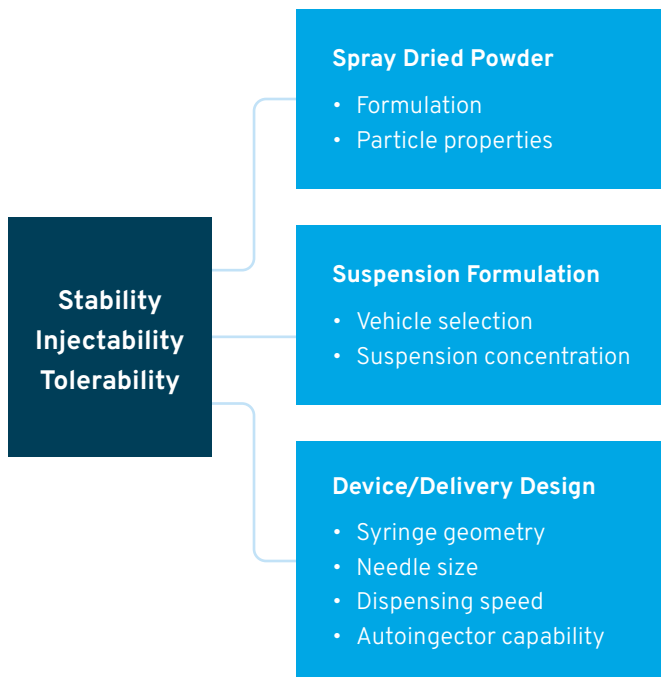 Stability
Injectability
Tolerability
Spray Dried Powder
• Formulation
• Particle properties
Suspension Formulation
• Vehicle selection
• Suspension concentration
Device/Delivery Design
• Syringe geometry
• Needle size
• Dispensing speed
• Autoingector capability